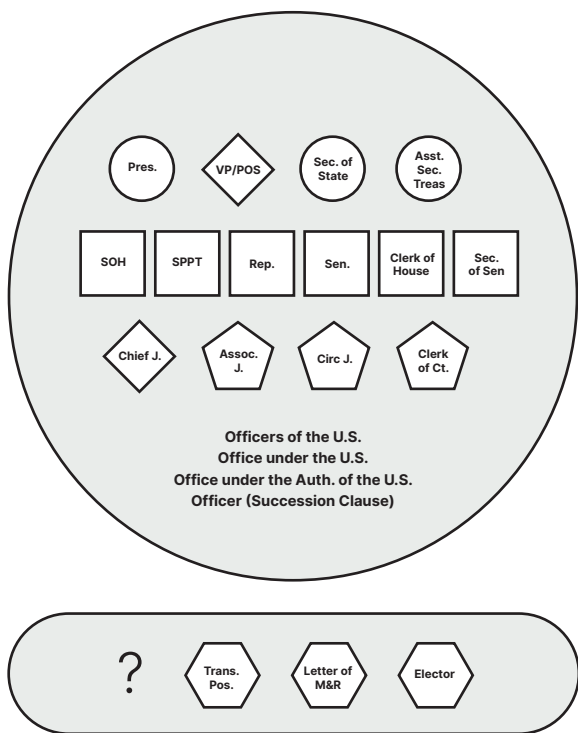 Pres.
VP/POS
Sec. of
State
Asst.
Sec.
Treas
SOH
SPPT
Rep.
Sen.
Clerk of
House
Sec.
of Sen
Chief J.
Assoc.
J.
Circ J.
Clerk
of Ct.
Officers of the U.S.
Office under the U.S.
Office under the Auth. of the U.S.
Officer (Succession Clause)
?
Trans.
Pos.
Letter of
M&R
Elector